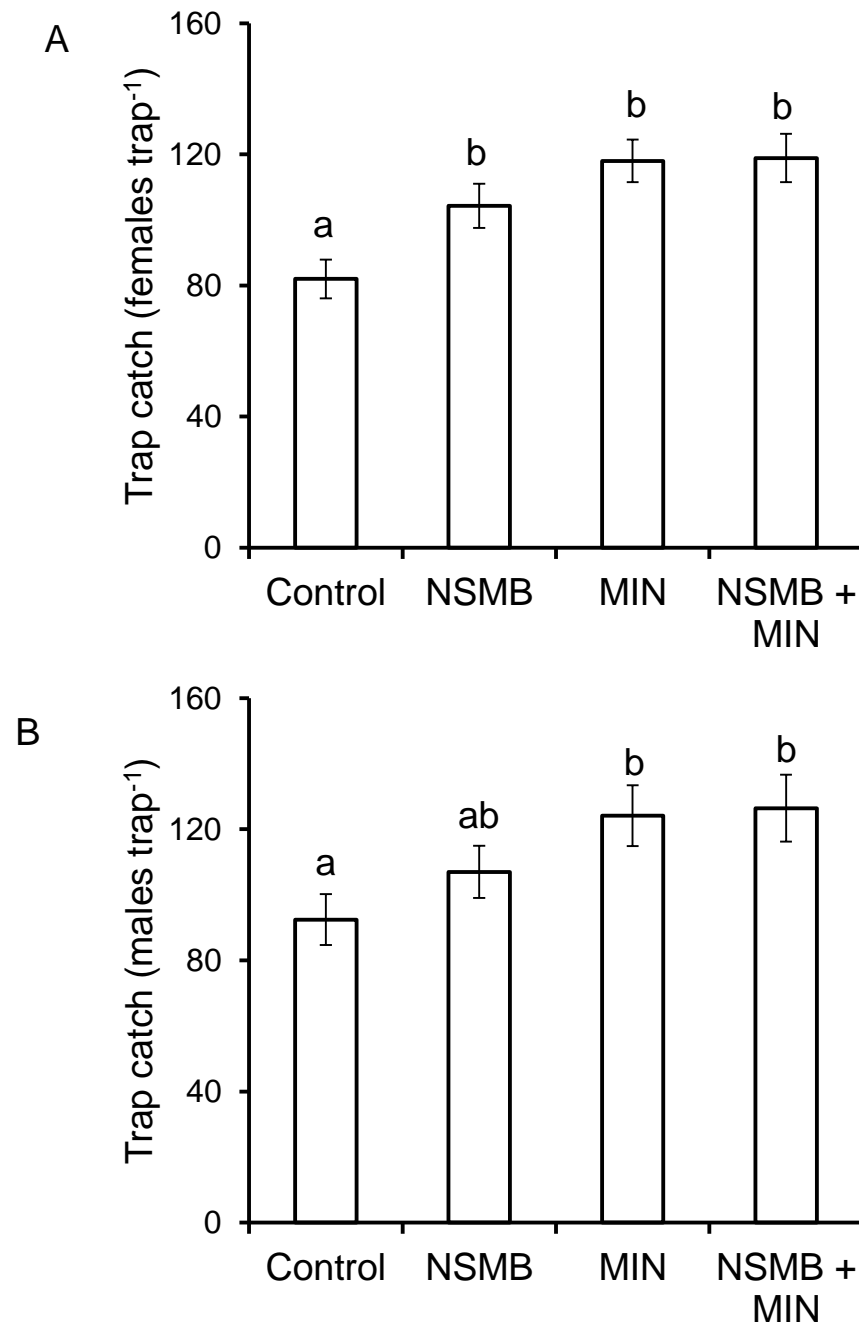 A
Trap catch (females trap⁻¹)
160
120
80
40
0
a
b
b
b
Control
NSMB
MIN
NSMB +
MIN
B
Trap catch (males trap⁻¹)
160
120
80
40
0
a
ab
b
b
Control
NSMB
MIN
NSMB +
MIN